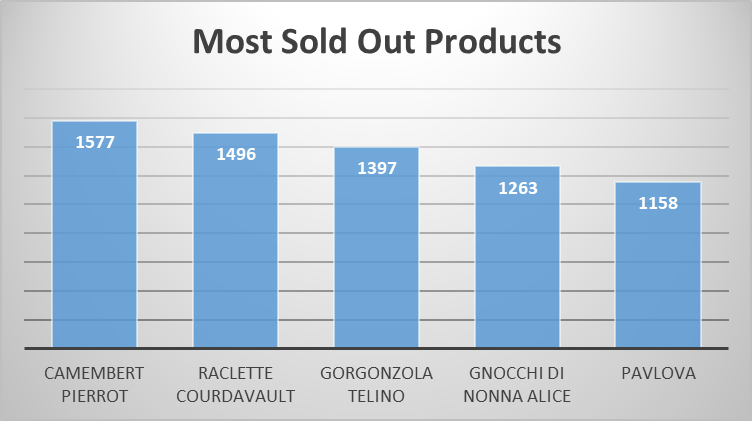 Most Sold Out Products
1577
1496
1397
1263
1158
CAMEMBERT
PIERROT
RACLETTE
COURDAVAULT
GORGONZOLA
TELINO
GNOCCHI DI
NONNA ALICE
PAVLOVA